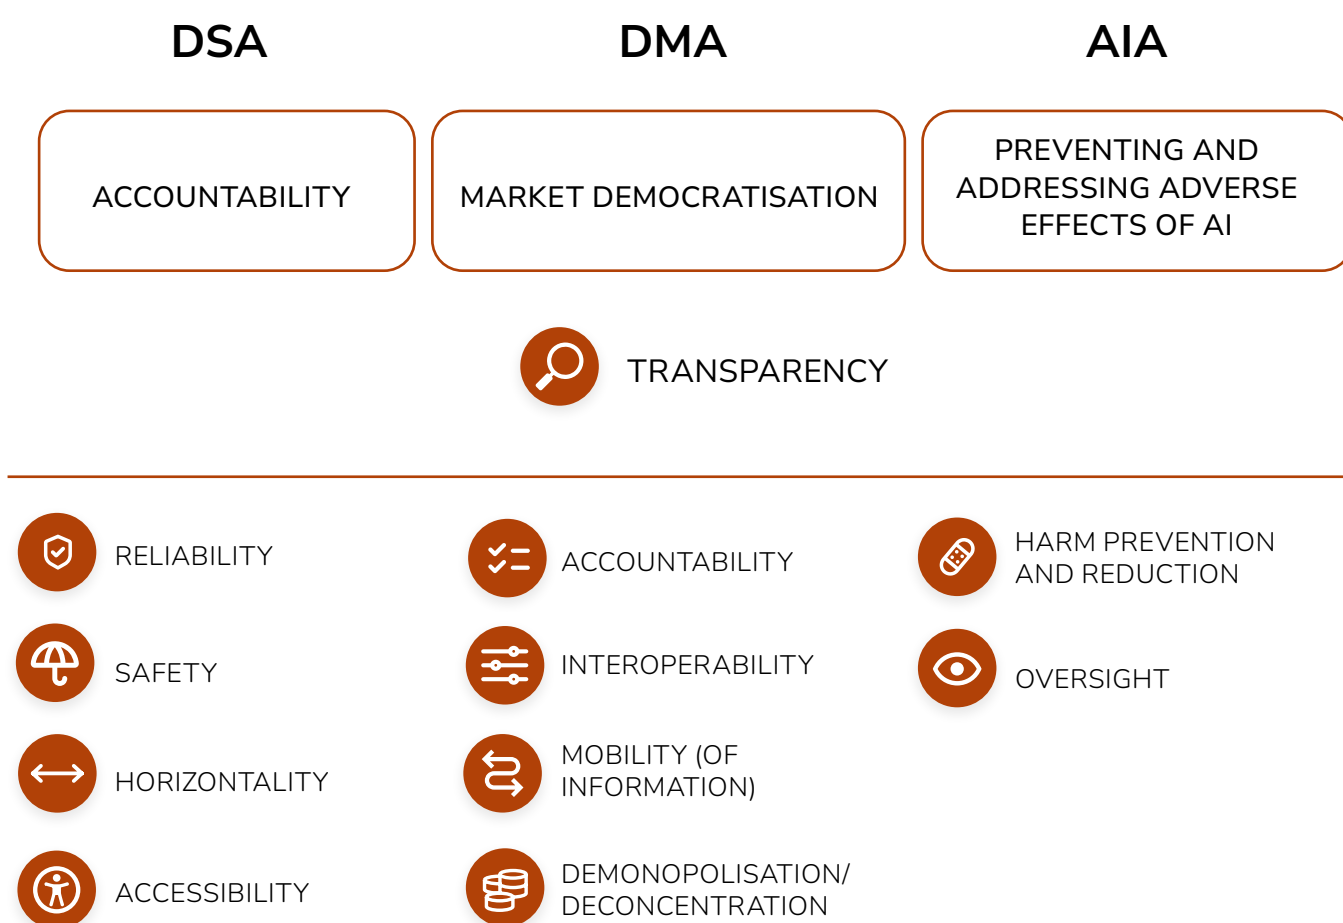 DSA
DMA
AIA
ACCOUNTABILITY
MARKET DEMOCRATISATION
PREVENTING AND
ADDRESSING ADVERSE
EFFECTS OF AI
TRANSPARENCY
RELIABILITY
SAFETY
HORIZONTALITY
ACCESSIBILITY
ACCOUNTABILITY
INTEROPERABILITY
MOBILITY (OF
INFORMATION)
DEMONOPOLISATION/
DECONCENTRATION
HARM PREVENTION
AND REDUCTION
OVERSIGHT